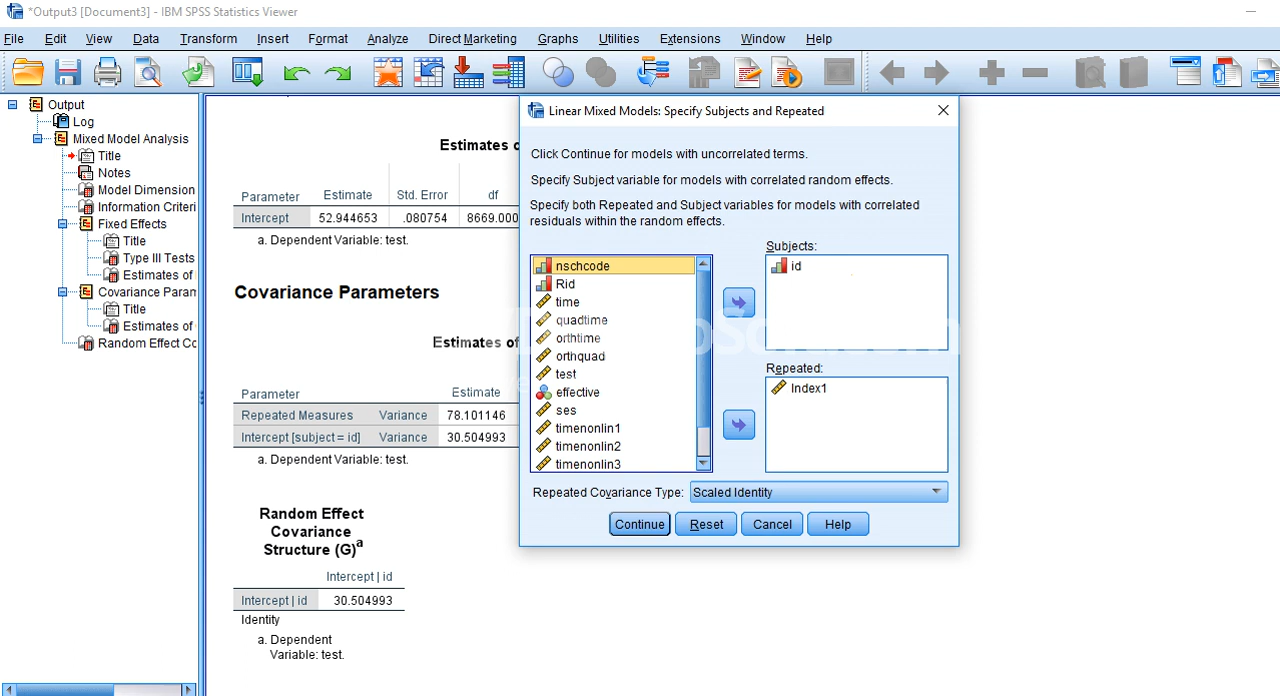 *Output3 [Document3] - IBM SPSS Statistics Viewer
File Edit View Data Transform Insert Format Analyze Direct Marketing Graphs Utilities Extensions Window Help
Output
Log
Mixed Model Analysis
Title
Notes
Model Dimension
Information Criteri
Fixed Effects
Title
Type III Tests
Estimates of
Covariance Param
Title
Estimates of
Random Effect Co
Estimates o
Parameter Estimate Std. Error df
Intercept 52.944653 .080754 8669.000
a. Dependent Variable: test.
Covariance Parameters
Estimates of
Parameter Estimate
Repeated Measures Variance 78.101146
Intercept [subject = id] Variance 30.504993
a. Dependent Variable: test.
Random Effect
Covariance
Structure (G)a
Intercept | id
Intercept | id 30.504993
Identity
a. Dependent
Variable: test.
Linear Mixed Models: Specify Subjects and Repeated
Click Continue for models with uncorrelated terms.
Specify Subject variable for models with correlated random effects.
Specify both Repeated and Subject variables for models with correlated
residuals within the random effects.
nschcode
Rid
time
quadtime
orthtime
orthquad
test
effective
ses
timenonlin1
timenonlin2
timenonlin3
Subjects:
id
Repeated:
Index1
Repeated Covariance Type: Scaled Identity
Continue Reset Cancel Help